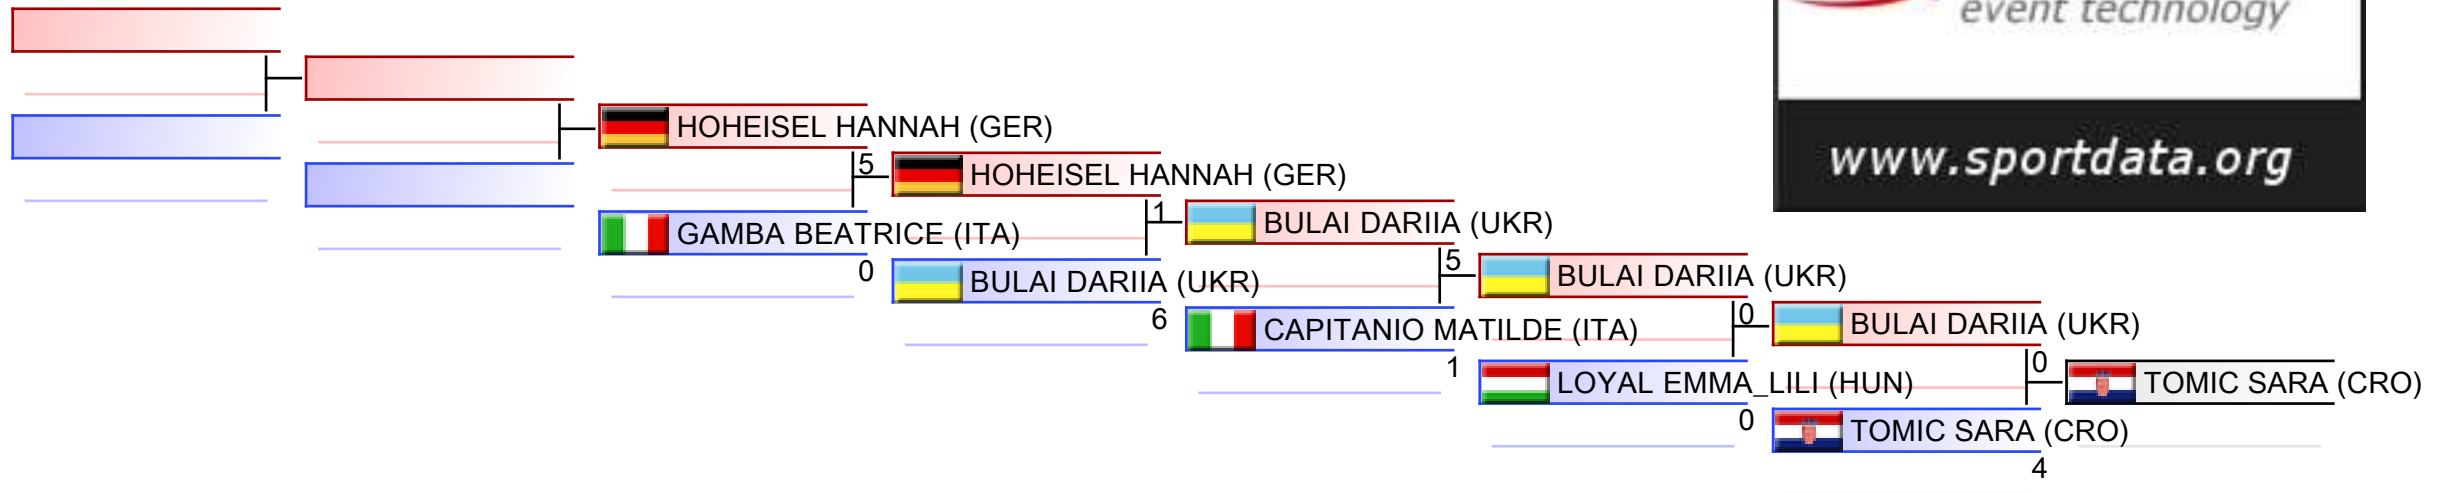 event technology
www.sportdata.org
HOHEISEL HANNAH (GER)
5
HOHEISEL HANNAH (GER)
GAMBA BEATRICE (ITA)
0
1
BULAI DARIIA (UKR)
BULAI DARIIA (UKR)
6
5
BULAI DARIIA (UKR)
CAPITANIO MATILDE (ITA)
1
0
BULAI DARIIA (UKR)
LOYAL EMMA_LILI (HUN)
0
0
TOMIC SARA (CRO)
TOMIC SARA (CRO)
4